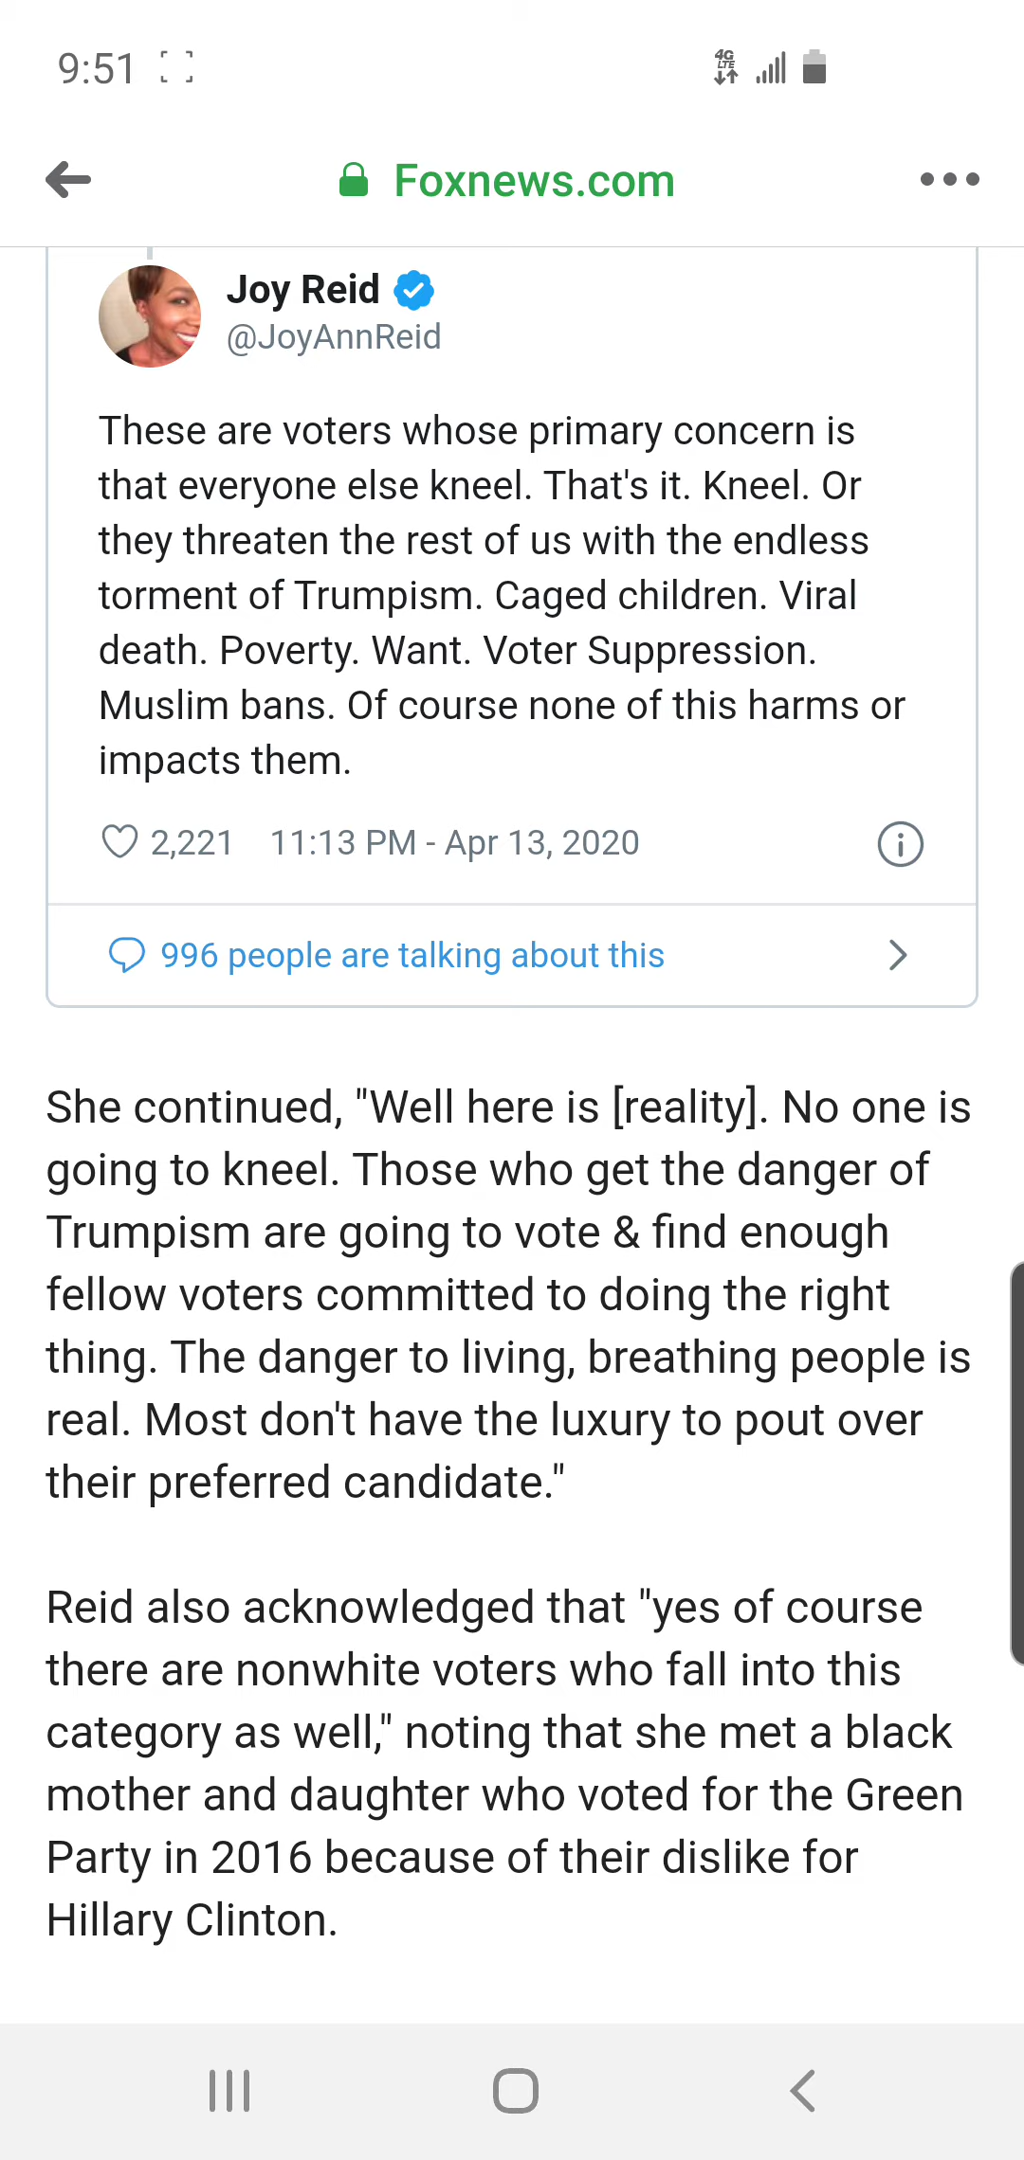 9:51
4G
LTE
Foxnews.com
Joy Reid
@JoyAnnReid
These are voters whose primary concern is
that everyone else kneel. That's it. Kneel. Or
they threaten the rest of us with the endless
torment of Trumpism. Caged children. Viral
death. Poverty. Want. Voter Suppression.
Muslim bans. Of course none of this harms or
impacts them.
2,221 11:13 PM - Apr 13, 2020
996 people are talking about this
She continued, "Well here is [reality]. No one is
going to kneel. Those who get the danger of
Trumpism are going to vote & find enough
fellow voters committed to doing the right
thing. The danger to living, breathing people is
real. Most don't have the luxury to pout over
their preferred candidate."
Reid also acknowledged that "yes of course
there are nonwhite voters who fall into this
category as well," noting that she met a black
mother and daughter who voted for the Green
Party in 2016 because of their dislike for
Hillary Clinton.